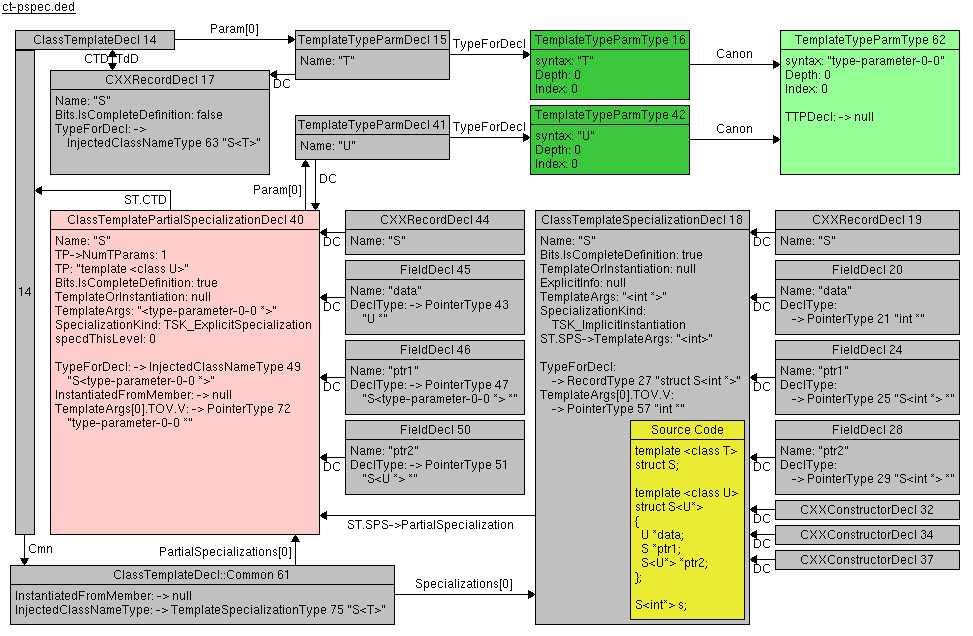 ct-pspec.ded
ClassTemplateDecl 14
Param[0]
TemplateTypeParmDecl 15
Name: "T"
TypeForDecl
TemplateTypeParmType 16
syntax: "T"
Depth: 0
Index: 0
Canon
TemplateTypeParmType 62
syntax: "type-parameter-0-0"
Depth: 0
Index: 0
TTPDecl: -> null
CTD
TdD
DC
CXXRecordDecl 17
Name: "S"
Bits.IsCompleteDefinition: false
TypeForDecl: ->
InjectedClassNameType 63 "S<T>"
TemplateTypeParmDecl 41
Name: "U"
TypeForDecl
TemplateTypeParmType 42
syntax: "U"
Depth: 0
Index: 0
Canon
Param[0]
DC
ST.CTD
14
ClassTemplatePartialSpecializationDecl 40
Name: "S"
TP->NumTParams: 1
TP: "template <class U>"
Bits.IsCompleteDefinition: true
TemplateOrInstantiation: null
TemplateArgs: "<type-parameter-0-0 *>"
SpecializationKind: TSK_ExplicitSpecialization
specdThisLevel: 0
TypeForDecl: -> InjectedClassNameType 49
"S<type-parameter-0-0 *>"
InstantiatedFromMember: -> null
TemplateArgs[0].TOV.V: -> PointerType 72
"type-parameter-0-0 *"
CXXRecordDecl 44
Name: "S"
DC
FieldDecl 45
Name: "data"
DeclType: -> PointerType 43
"U *"
DC
FieldDecl 46
Name: "ptr1"
DeclType: -> PointerType 47
"S<type-parameter-0-0 *> *"
DC
FieldDecl 50
Name: "ptr2"
DeclType: -> PointerType 51
"S<U *> *"
DC
ClassTemplateSpecializationDecl 18
Name: "S"
Bits.IsCompleteDefinition: true
TemplateOrInstantiation: null
ExplicitInfo: null
TemplateArgs: "<int *>"
SpecializationKind:
TSK_ImplicitInstantiation
ST.SPS->TemplateArgs: "<int>"
TypeForDecl:
-> RecordType 27 "struct S<int *>"
TemplateArgs[0].TOV.V:
-> PointerType 57 "int *"
Source Code
template <class T>
struct S;
template <class U>
struct S<U*>
{
U *data;
S *ptr1;
S<U*> *ptr2;
};
S<int*> s;
CXXRecordDecl 19
Name: "S"
DC
FieldDecl 20
Name: "data"
DeclType:
-> PointerType 21 "int *"
DC
FieldDecl 24
Name: "ptr1"
DeclType:
-> PointerType 25 "S<int *> *"
DC
FieldDecl 28
Name: "ptr2"
DeclType:
-> PointerType 29 "S<int *> *"
DC
CXXConstructorDecl 32
DC
CXXConstructorDecl 34
DC
CXXConstructorDecl 37
DC
ST.SPS->PartialSpecialization
Cmn
PartialSpecializations[0]
ClassTemplateDecl::Common 61
InstantiatedFromMember: -> null
InjectedClassNameType: -> TemplateSpecializationType 75 "S<T>"
Specializations[0]